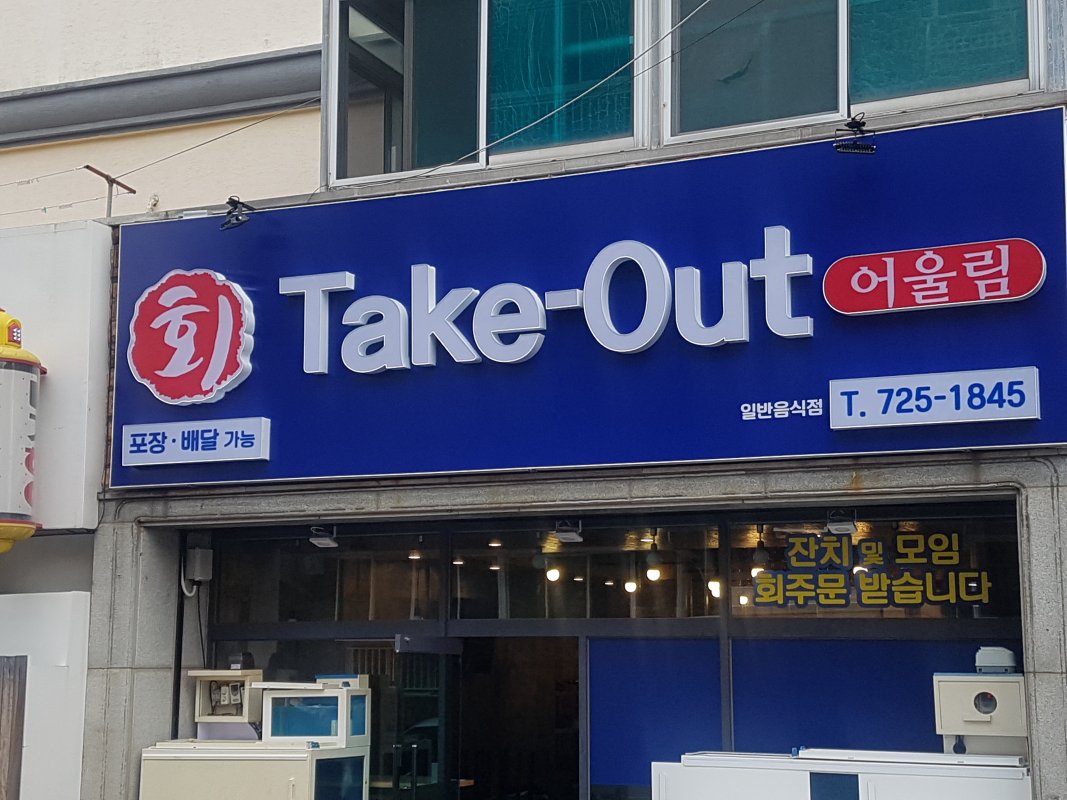 회 Take-Out 어울림
포장·배달 가능
일반음식점 T. 725-1845
잔치 및 모임
회주문 받습니다